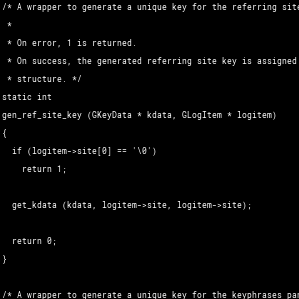 /* A wrapper to generate a unique key for the referring site
 *
 * On error, 1 is returned.
 * On success, the generated referring site key is assigned
 * structure. */
static int
gen_ref_site_key (GKeyData * kdata, GLogItem * logitem)
{
  if (logitem->site[0] == '\0')
    return 1;

  get_kdata (kdata, logitem->site, logitem->site);

  return 0;
}

/* A wrapper to generate a unique key for the keyphrases pan